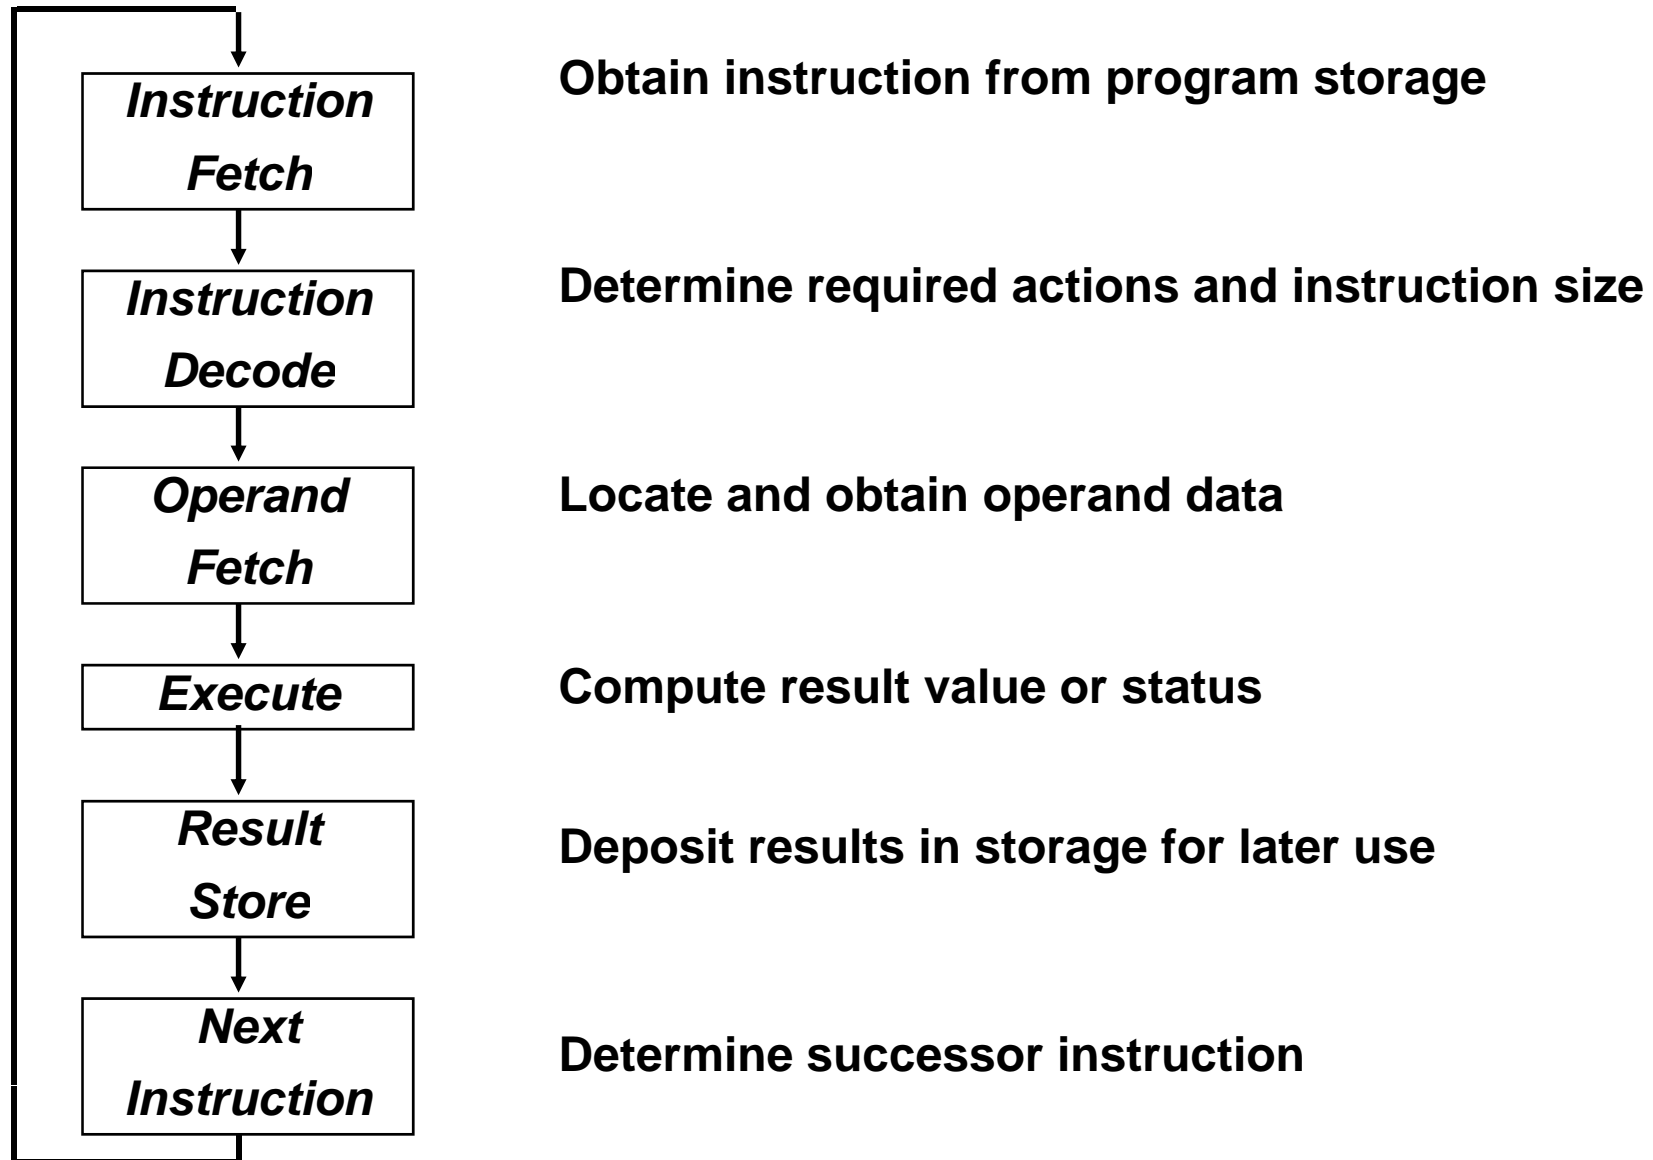 Obtain instruction from program storage
Instruction
Fetch
Determine required actions and instruction size
Instruction
Decode
Locate and obtain operand data
Operand
Fetch
Compute result value or status
Execute
Deposit results in storage for later use
Result
Store
Determine successor instruction
Next
Instruction